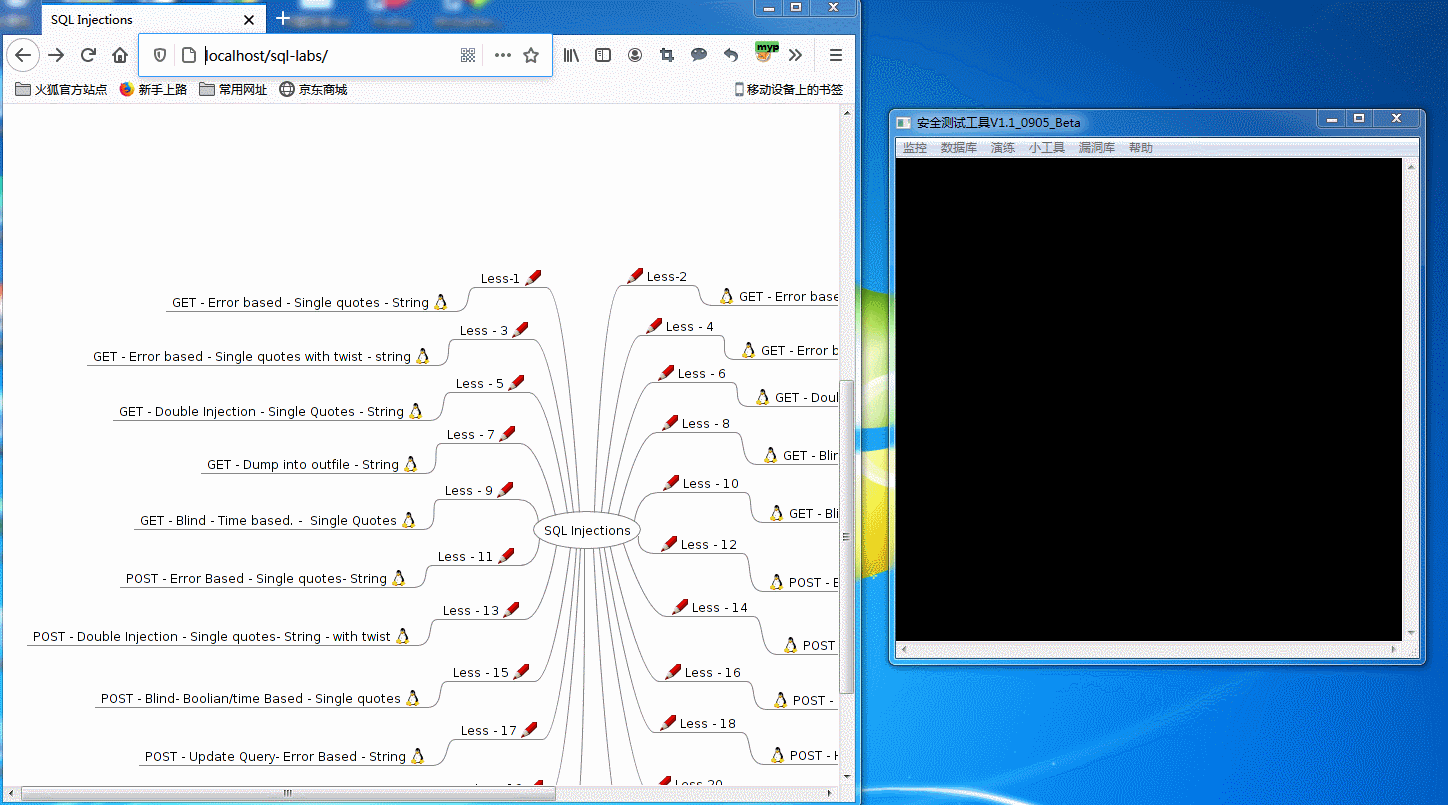 SQL Injections
localhost/sql-labs/
myp
火狐官方站点
新手上路
常用网址
京东商城
移动设备上的书签
Less-1
GET - Error based - Single quotes - String
Less - 3
GET - Error based - Single quotes with twist - string
Less - 5
GET - Double Injection - Single Quotes - String
Less - 7
GET - Dump into outfile - String
Less - 9
GET - Blind - Time based. -  Single Quotes
Less - 11
POST - Error Based - Single quotes- String
Less - 13
POST - Double Injection - Single quotes- String - with twist
Less - 15
POST - Blind- Boolian/time Based - Single quotes
Less - 17
POST - Update Query- Error Based - String
SQL Injections
Less-2
GET - Error base
Less - 4
GET - Error b
Less - 6
GET - Doul
Less - 8
GET - Blin
Less - 10
GET - Bli
Less - 12
POST - E
Less - 14
POST
Less - 16
POST -
Less - 18
POST - H
Less-20
安全测试工具V1.1_0905_Beta
监控 数据库 演练 小工具 漏洞库 帮助